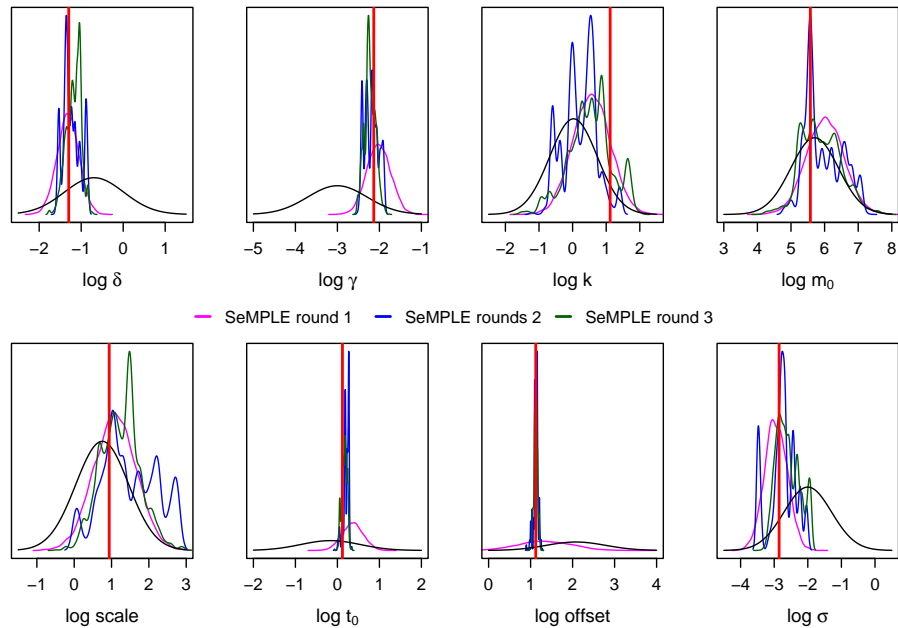 −2 −1 0 1
log δ
−5 −4 −3 −2 −1
log γ
−2 −1 0 1 2
log k
3 4 5 6 7 8
log m₀
SeMPLE round 1 SeMPLE rounds 2 SeMPLE round 3
−1 0 1 2 3
log scale
−2 −1 0 1 2
log t₀
0 1 2 3 4
log offset
−4 −3 −2 −1 0
log σ